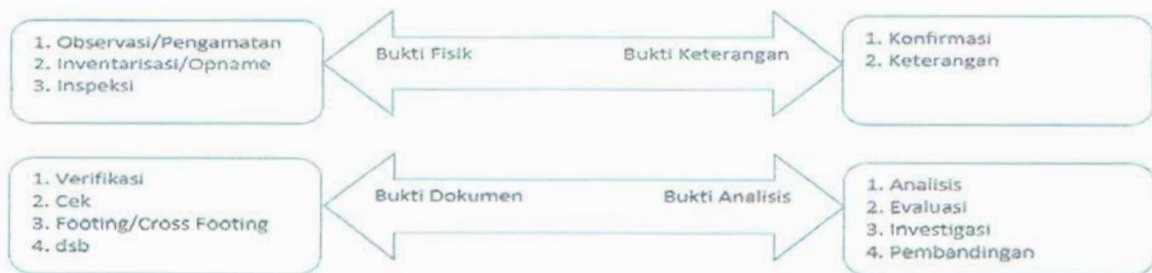 1. Observasi/Pengamatan
2. Inventarisasi/Opname
3. Inspeksi
Bukti Fisik
Bukti Keterangan
1. Konfirmasi
2. Keterangan
1. Verifikasi
2. Cek
3. Footing/Cross Footing
4. dsb
Bukti Dokumen
Bukti Analisis
1. Analisis
2. Evaluasi
3. Investigasi
4. Pembandingan